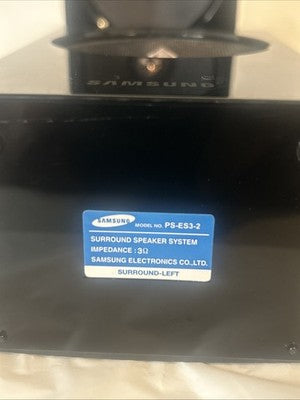 SAMSUNG
SAMSUNG MODEL NO. PS-ES3-2
SURROUND SPEAKER SYSTEM
IMPEDANCE : 3Ω
SAMSUNG ELECTRONICS CO.,LTD.
SURROUND-LEFT